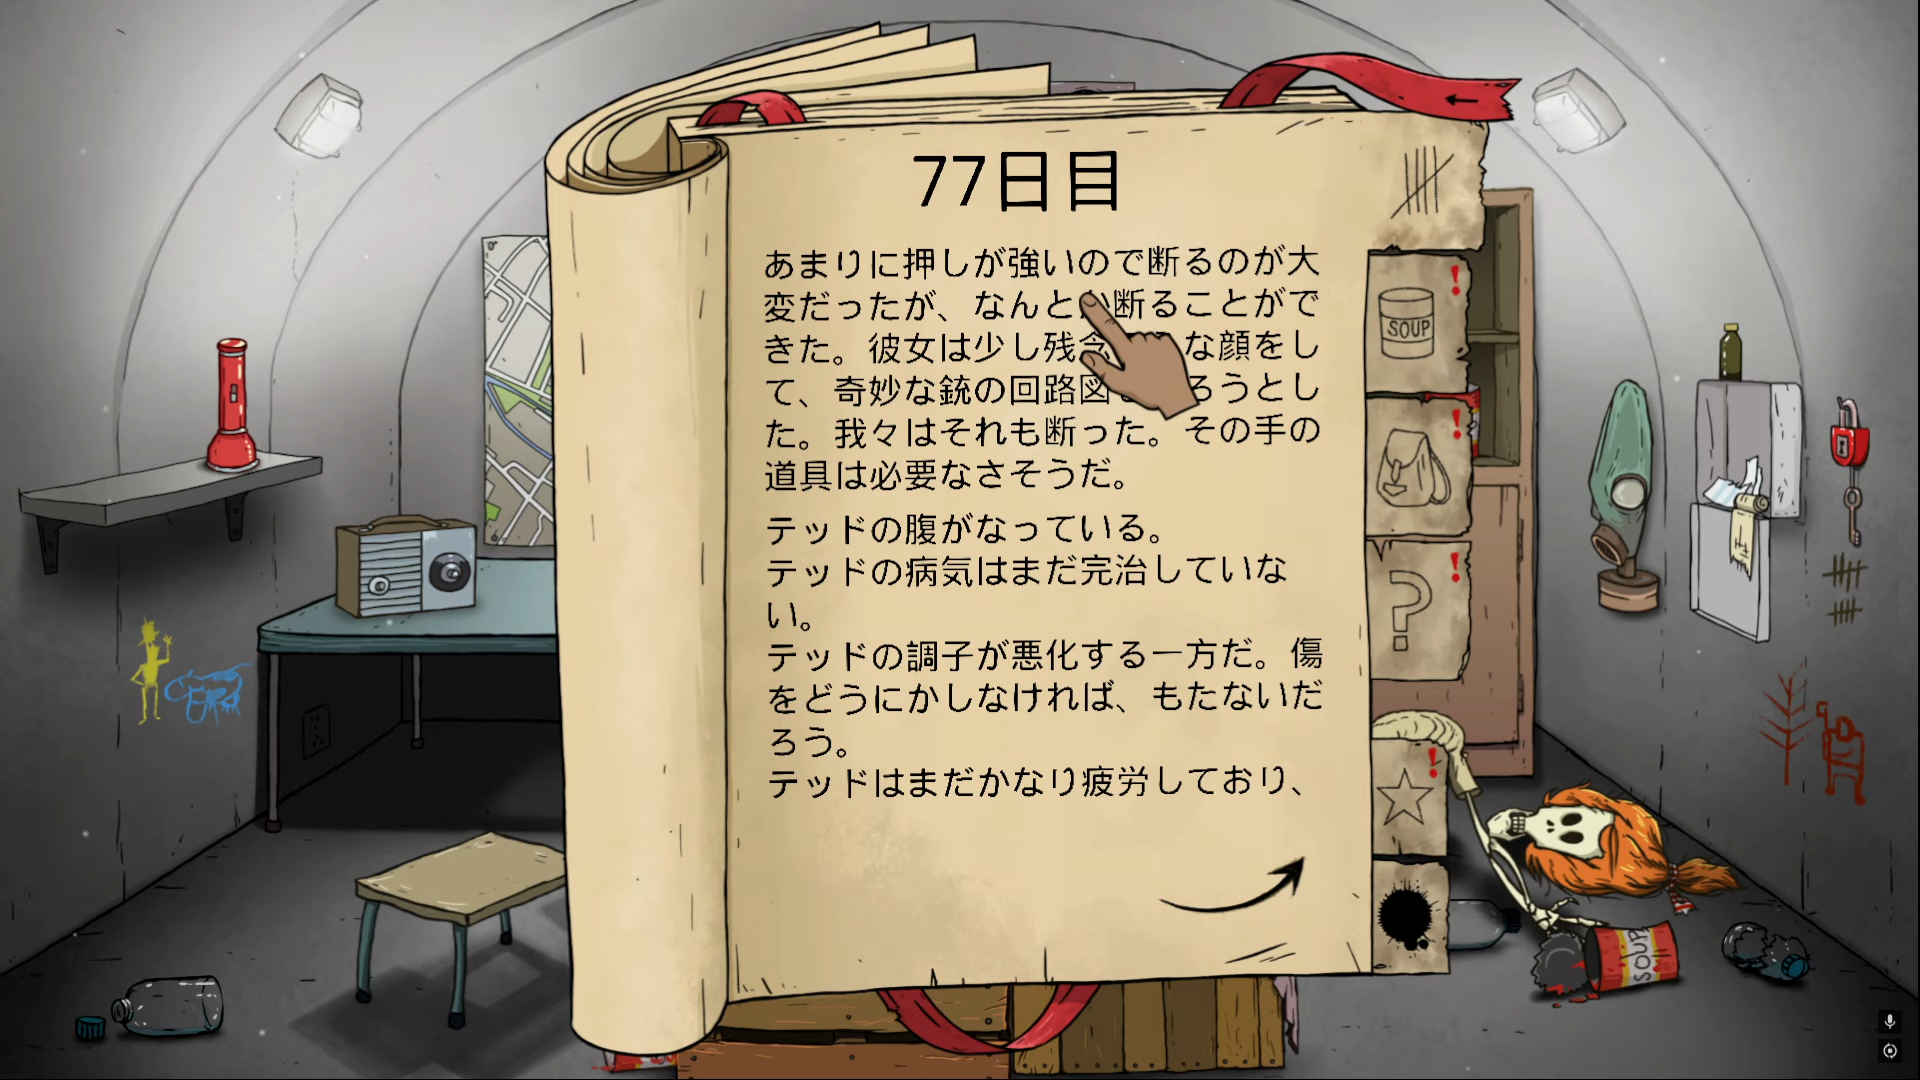 77日目
あまりに押しが強いので断るのが大
変だったが、なんと断ることがで
きた。彼女は少し残念な顔をし
て、奇妙な銃の回路図ろうとし
た。我々はそれも断った。その手の
道具は必要なさそうだ。
テッドの腹がなっている。
テッドの病気はまだ完治していな
い。
テッドの調子が悪化する一方だ。傷
をどうにかしなければ、もたないだ
ろう。
テッドはまだかなり疲労しており、
!
SOUP
!
!
?
!
SOUP